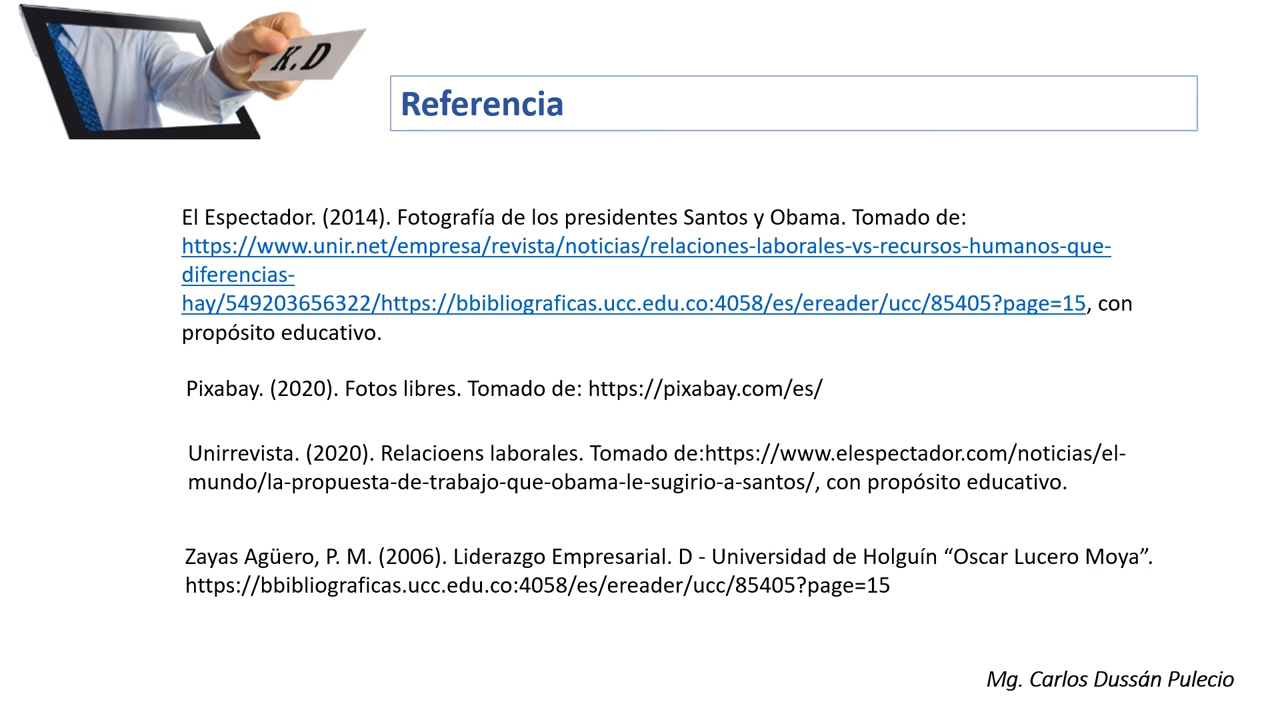 K.D
Referencia
El Espectador. (2014). Fotografía de los presidentes Santos y Obama. Tomado de:
https://www.unir.net/empresa/revista/noticias/relaciones-laborales-vs-recursos-humanos-que-
diferencias-
hay/549203656322/https://bbibliograficas.ucc.edu.co:4058/es/ereader/ucc/85405?page=15, con
propósito educativo.
Pixabay. (2020). Fotos libres. Tomado de: https://pixabay.com/es/
Unirrevista. (2020). Relacioens laborales. Tomado de:https://www.elespectador.com/noticias/el-
mundo/la-propuesta-de-trabajo-que-obama-le-sugirio-a-santos/, con propósito educativo.
Zayas Agüero, P. M. (2006). Liderazgo Empresarial. D - Universidad de Holguín “Oscar Lucero Moya”.
https://bbibliograficas.ucc.edu.co:4058/es/ereader/ucc/85405?page=15
Mg. Carlos Dussán Pulecio